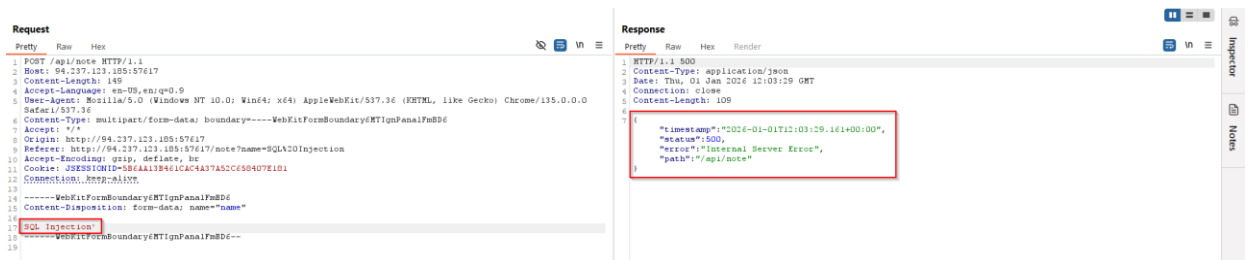 Request
Pretty Raw Hex
\n
1 POST /api/note HTTP/1.1
2 Host: 94.237.123.185:57617
3 Content-Length: 149
4 Accept-Language: en-US,en;q=0.9
5 User-Agent: Mozilla/5.0 (Windows NT 10.0; Win64; x64) AppleWebKit/537.36 (KHTML, like Gecko) Chrome/135.0.0.0
Safari/537.36
6 Content-Type: multipart/form-data; boundary=----WebKitFormBoundary6MTIgnPanalFmBD6
7 Accept: */*
8 Origin: http://94.237.123.185:57617
9 Referer: http://94.237.123.185:57617/note?name=SQL%20Injection
10 Accept-Encoding: gzip, deflate, br
11 Cookie: JSESSIONID=5B6AA13B461CAC4A37A52C658407E181
12 Connection: keep-alive
13
14 ------WebKitFormBoundary6MTIgnPanalFmBD6
15 Content-Disposition: form-data; name="name"
16
17 SQL Injection'
18 ------WebKitFormBoundary6MTIgnPanalFmBD6--
19
Response
Pretty Raw Hex Render
\n
1 HTTP/1.1 500
2 Content-Type: application/json
3 Date: Thu, 01 Jan 2026 12:03:29 GMT
4 Connection: close
5 Content-Length: 109
6
7 {
"timestamp":"2026-01-01T12:03:29.161+00:00",
"status":500,
"error":"Internal Server Error",
"path":"/api/note"
}
Inspector
Notes